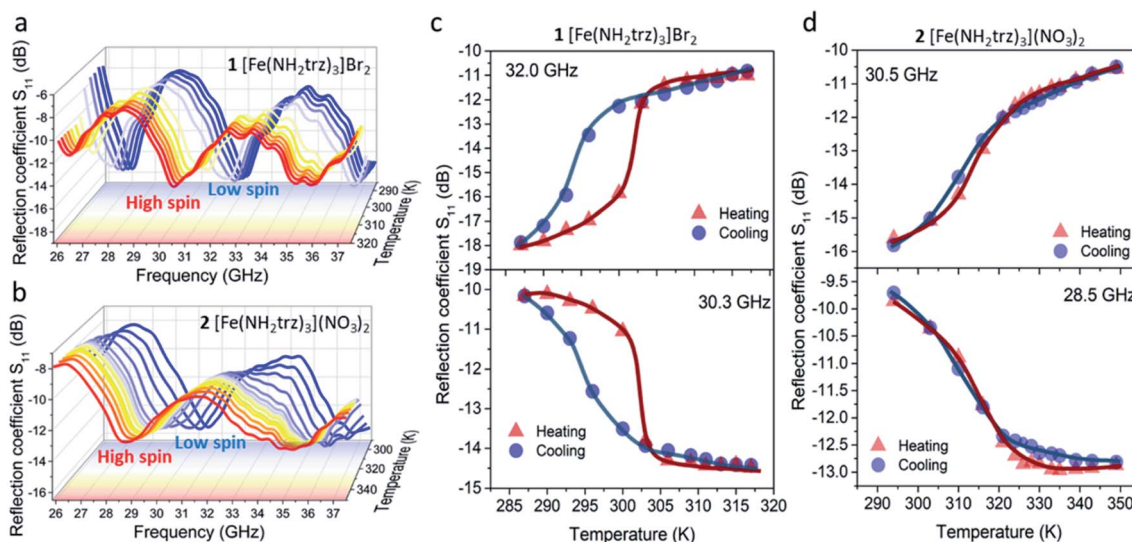 a
1 [Fe(NH₂trz)₃]Br₂
Reflection coefficient S₁₁ (dB)
-6
-8
-10
-12
-14
-16
-18
High spin
Low spin
26 27 28 29 30 31 32 33 34 35 36 37
Frequency (GHz)
290
300
310
320
Temperature (K)
b
2 [Fe(NH₂trz)₃](NO₃)₂
Reflection coefficient S₁₁ (dB)
-8
-10
-12
-14
-16
High spin
Low spin
26 27 28 29 30 31 32 33 34 35 36 37
Frequency (GHz)
300
320
340
Temperature (K)
c
1 [Fe(NH₂trz)₃]Br₂
32.0 GHz
Reflection coefficient S₁₁ (dB)
-10
-11
-12
-13
-14
-15
-16
-17
-18
-19
Heating
Cooling
30.3 GHz
-10
-11
-12
-13
-14
-15
Heating
Cooling
285 290 295 300 305 310 315 320
Temperature (K)
d
2 [Fe(NH₂trz)₃](NO₃)₂
30.5 GHz
Reflection coefficient S₁₁ (dB)
-10
-11
-12
-13
-14
-15
-16
Heating
Cooling
28.5 GHz
-9.5
-10.0
-10.5
-11.0
-11.5
-12.0
-12.5
-13.0
Heating
Cooling
290 300 310 320 330 340 350
Temperature (K)